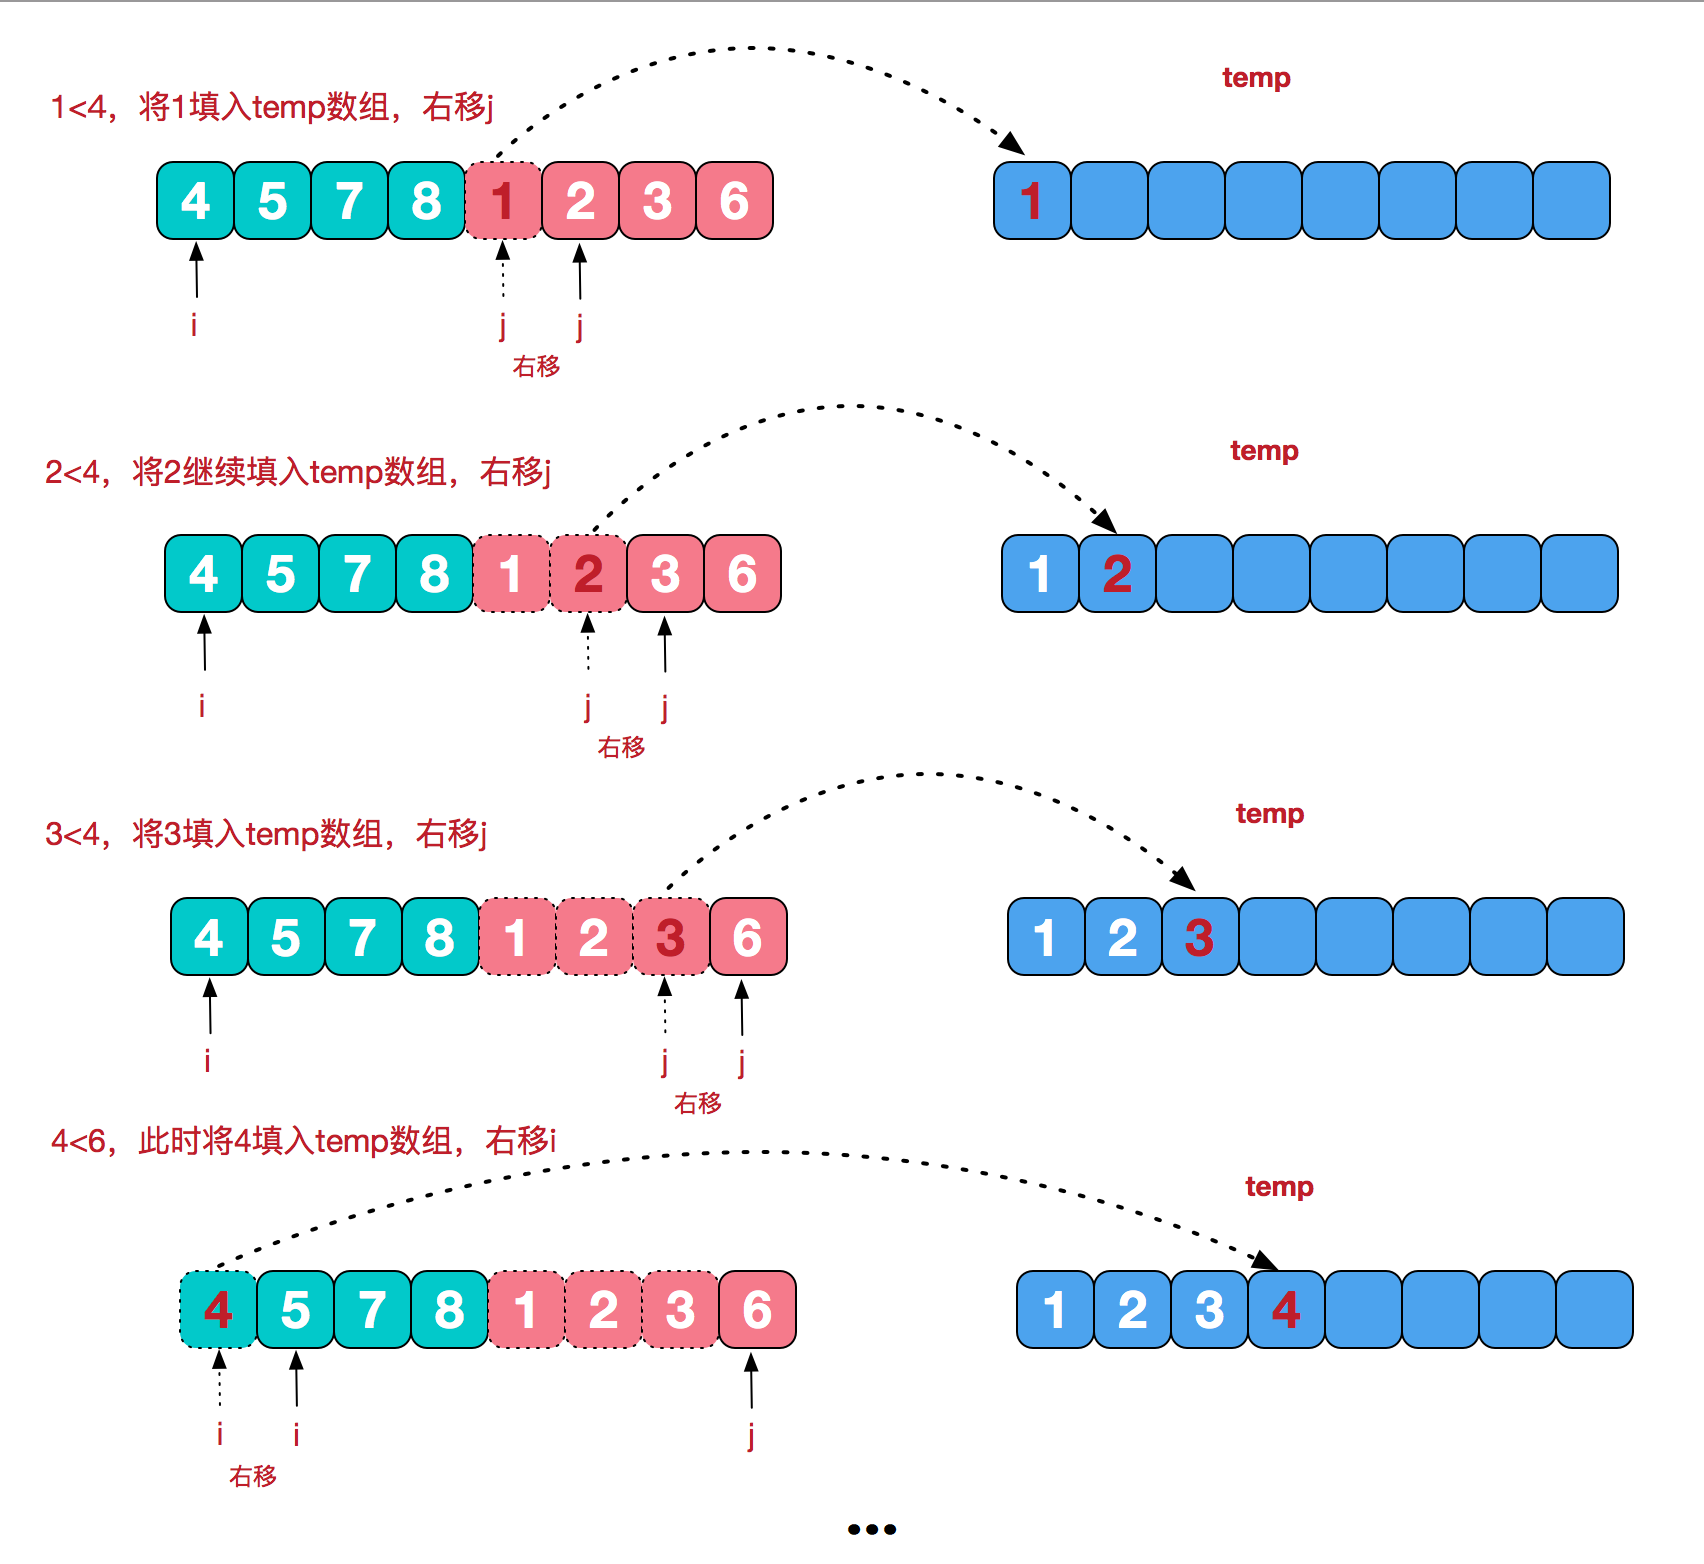 temp
1<4，将1填入temp数组，右移j
4 5 7 8 1 2 3 6
1
i j j
右移
temp
2<4，将2继续填入temp数组，右移j
4 5 7 8 1 2 3 6
1 2
i j j
右移
temp
3<4，将3填入temp数组，右移j
4 5 7 8 1 2 3 6
1 2 3
i j j
右移
4<6，此时将4填入temp数组，右移i
temp
4 5 7 8 1 2 3 6
1 2 3 4
i i j
右移
•••